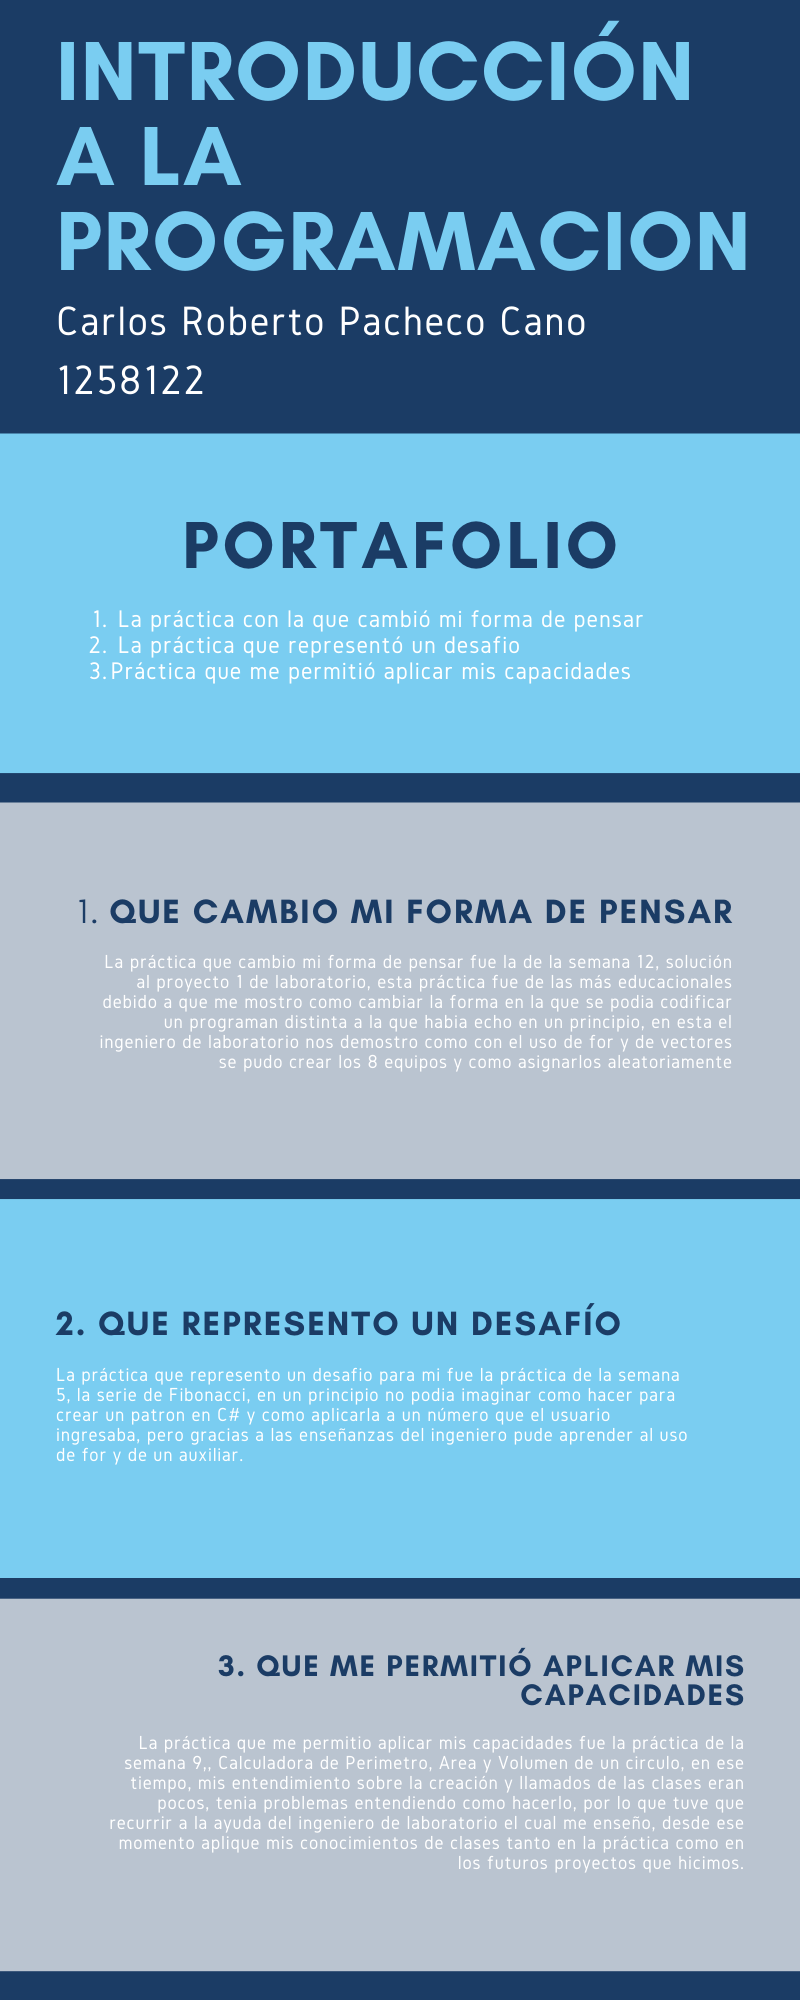 INTRODUCCIÓN
A LA
PROGRAMACION
Carlos Roberto Pacheco Cano
1258122
PORTAFOLIO
1. La práctica con la que cambió mi forma de pensar
2. La práctica que representó un desafio
3. Práctica que me permitió aplicar mis capacidades
1. QUE CAMBIO MI FORMA DE PENSAR
La práctica que cambio mi forma de pensar fue la de la semana 12, solución
al proyecto 1 de laboratorio, esta práctica fue de las más educacionales
debido a que me mostro como cambiar la forma en la que se podia codificar
un programan distinta a la que habia echo en un principio, en esta el
ingeniero de laboratorio nos demostro como con el uso de for y de vectores
se pudo crear los 8 equipos y como asignarlos aleatoriamente
2. QUE REPRESENTO UN DESAFÍO
La práctica que represento un desafio para mi fue la práctica de la semana
5, la serie de Fibonacci, en un principio no podia imaginar como hacer para
crear un patron en C# y como aplicarla a un número que el usuario
ingresaba, pero gracias a las enseñanzas del ingeniero pude aprender al uso
de for y de un auxiliar.
3. QUE ME PERMITIÓ APLICAR MIS
CAPACIDADES
La práctica que me permitio aplicar mis capacidades fue la práctica de la
semana 9,, Calculadora de Perimetro, Area y Volumen de un circulo, en ese
tiempo, mis entendimiento sobre la creación y llamados de las clases eran
pocos, tenia problemas entendiendo como hacerlo, por lo que tuve que
recurrir a la ayuda del ingeniero de laboratorio el cual me enseño, desde ese
momento aplique mis conocimientos de clases tanto en la práctica como en
los futuros proyectos que hicimos.